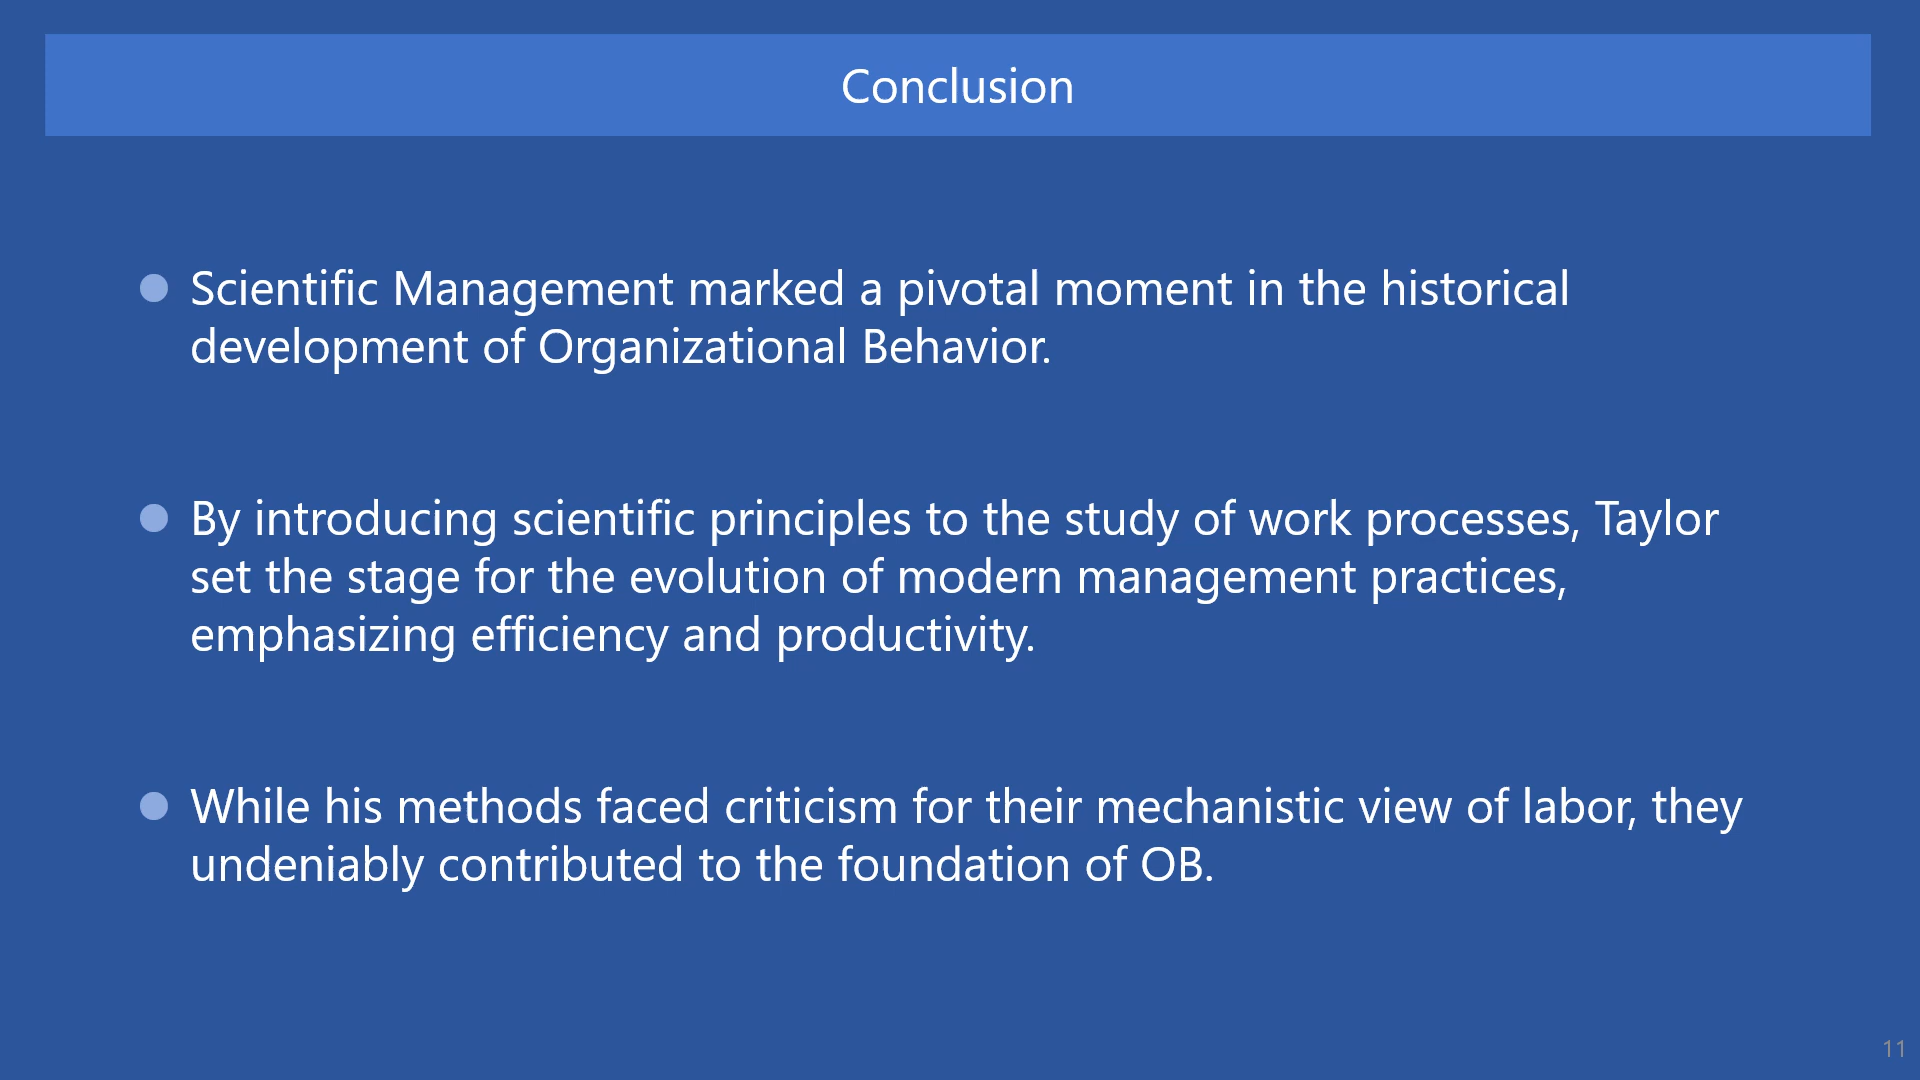 Conclusion
Scientific Management marked a pivotal moment in the historical
development of Organizational Behavior.
By introducing scientific principles to the study of work processes, Taylor
set the stage for the evolution of modern management practices,
emphasizing efficiency and productivity.
While his methods faced criticism for their mechanistic view of labor, they
undeniably contributed to the foundation of OB.
11